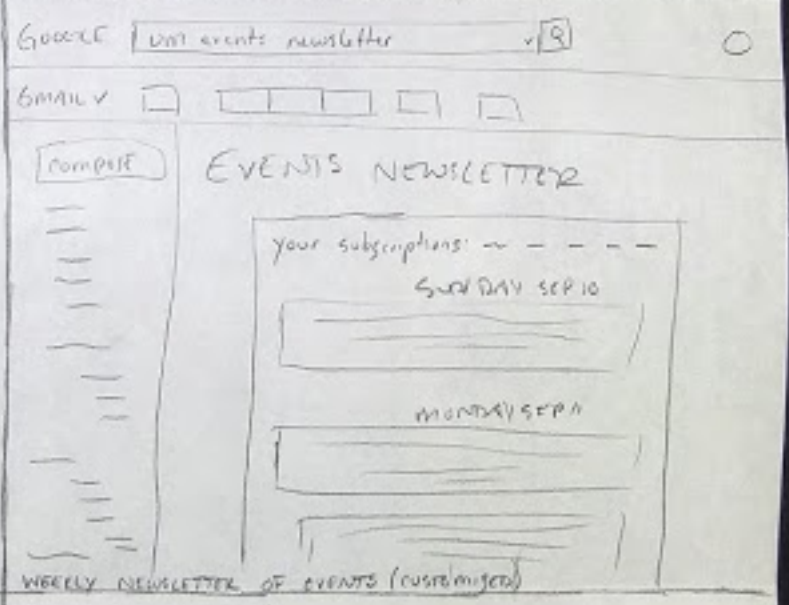 GOOGLE um events newsletter
GMAIL
compose
EVENTS NEWSLETTER
your subscriptions:
SUNDAY SEP 10
MONDAY SEP 11
WEEKLY NEWSLETTER OF EVENTS (customized)